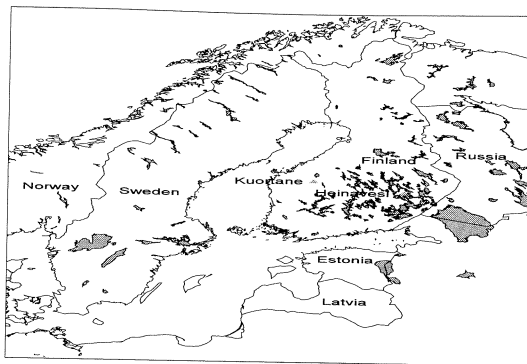 Finland
Russia
Kuortane
Norway
Sweden
Heinävesi
Estonia
Latvia